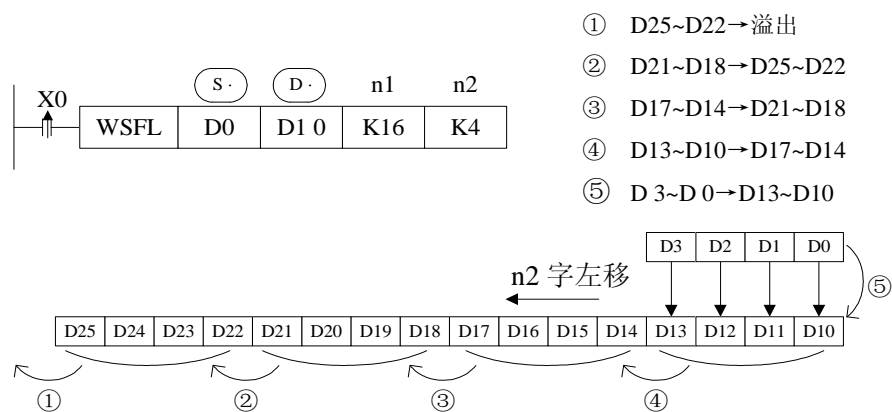 ① D25~D22→溢出
② D21~D18→D25~D22
③ D17~D14→D21~D18
④ D13~D10→D17~D14
⑤ D 3~D 0→D13~D10
S · D · n1 n2
X0
WSFL D0 D1 0 K16 K4
D3 D2 D1 D0
n2 字左移
⑤
D25 D24 D23 D22 D21 D20 D19 D18 D17 D16 D15 D14 D13 D12 D11 D10
① ② ③ ④